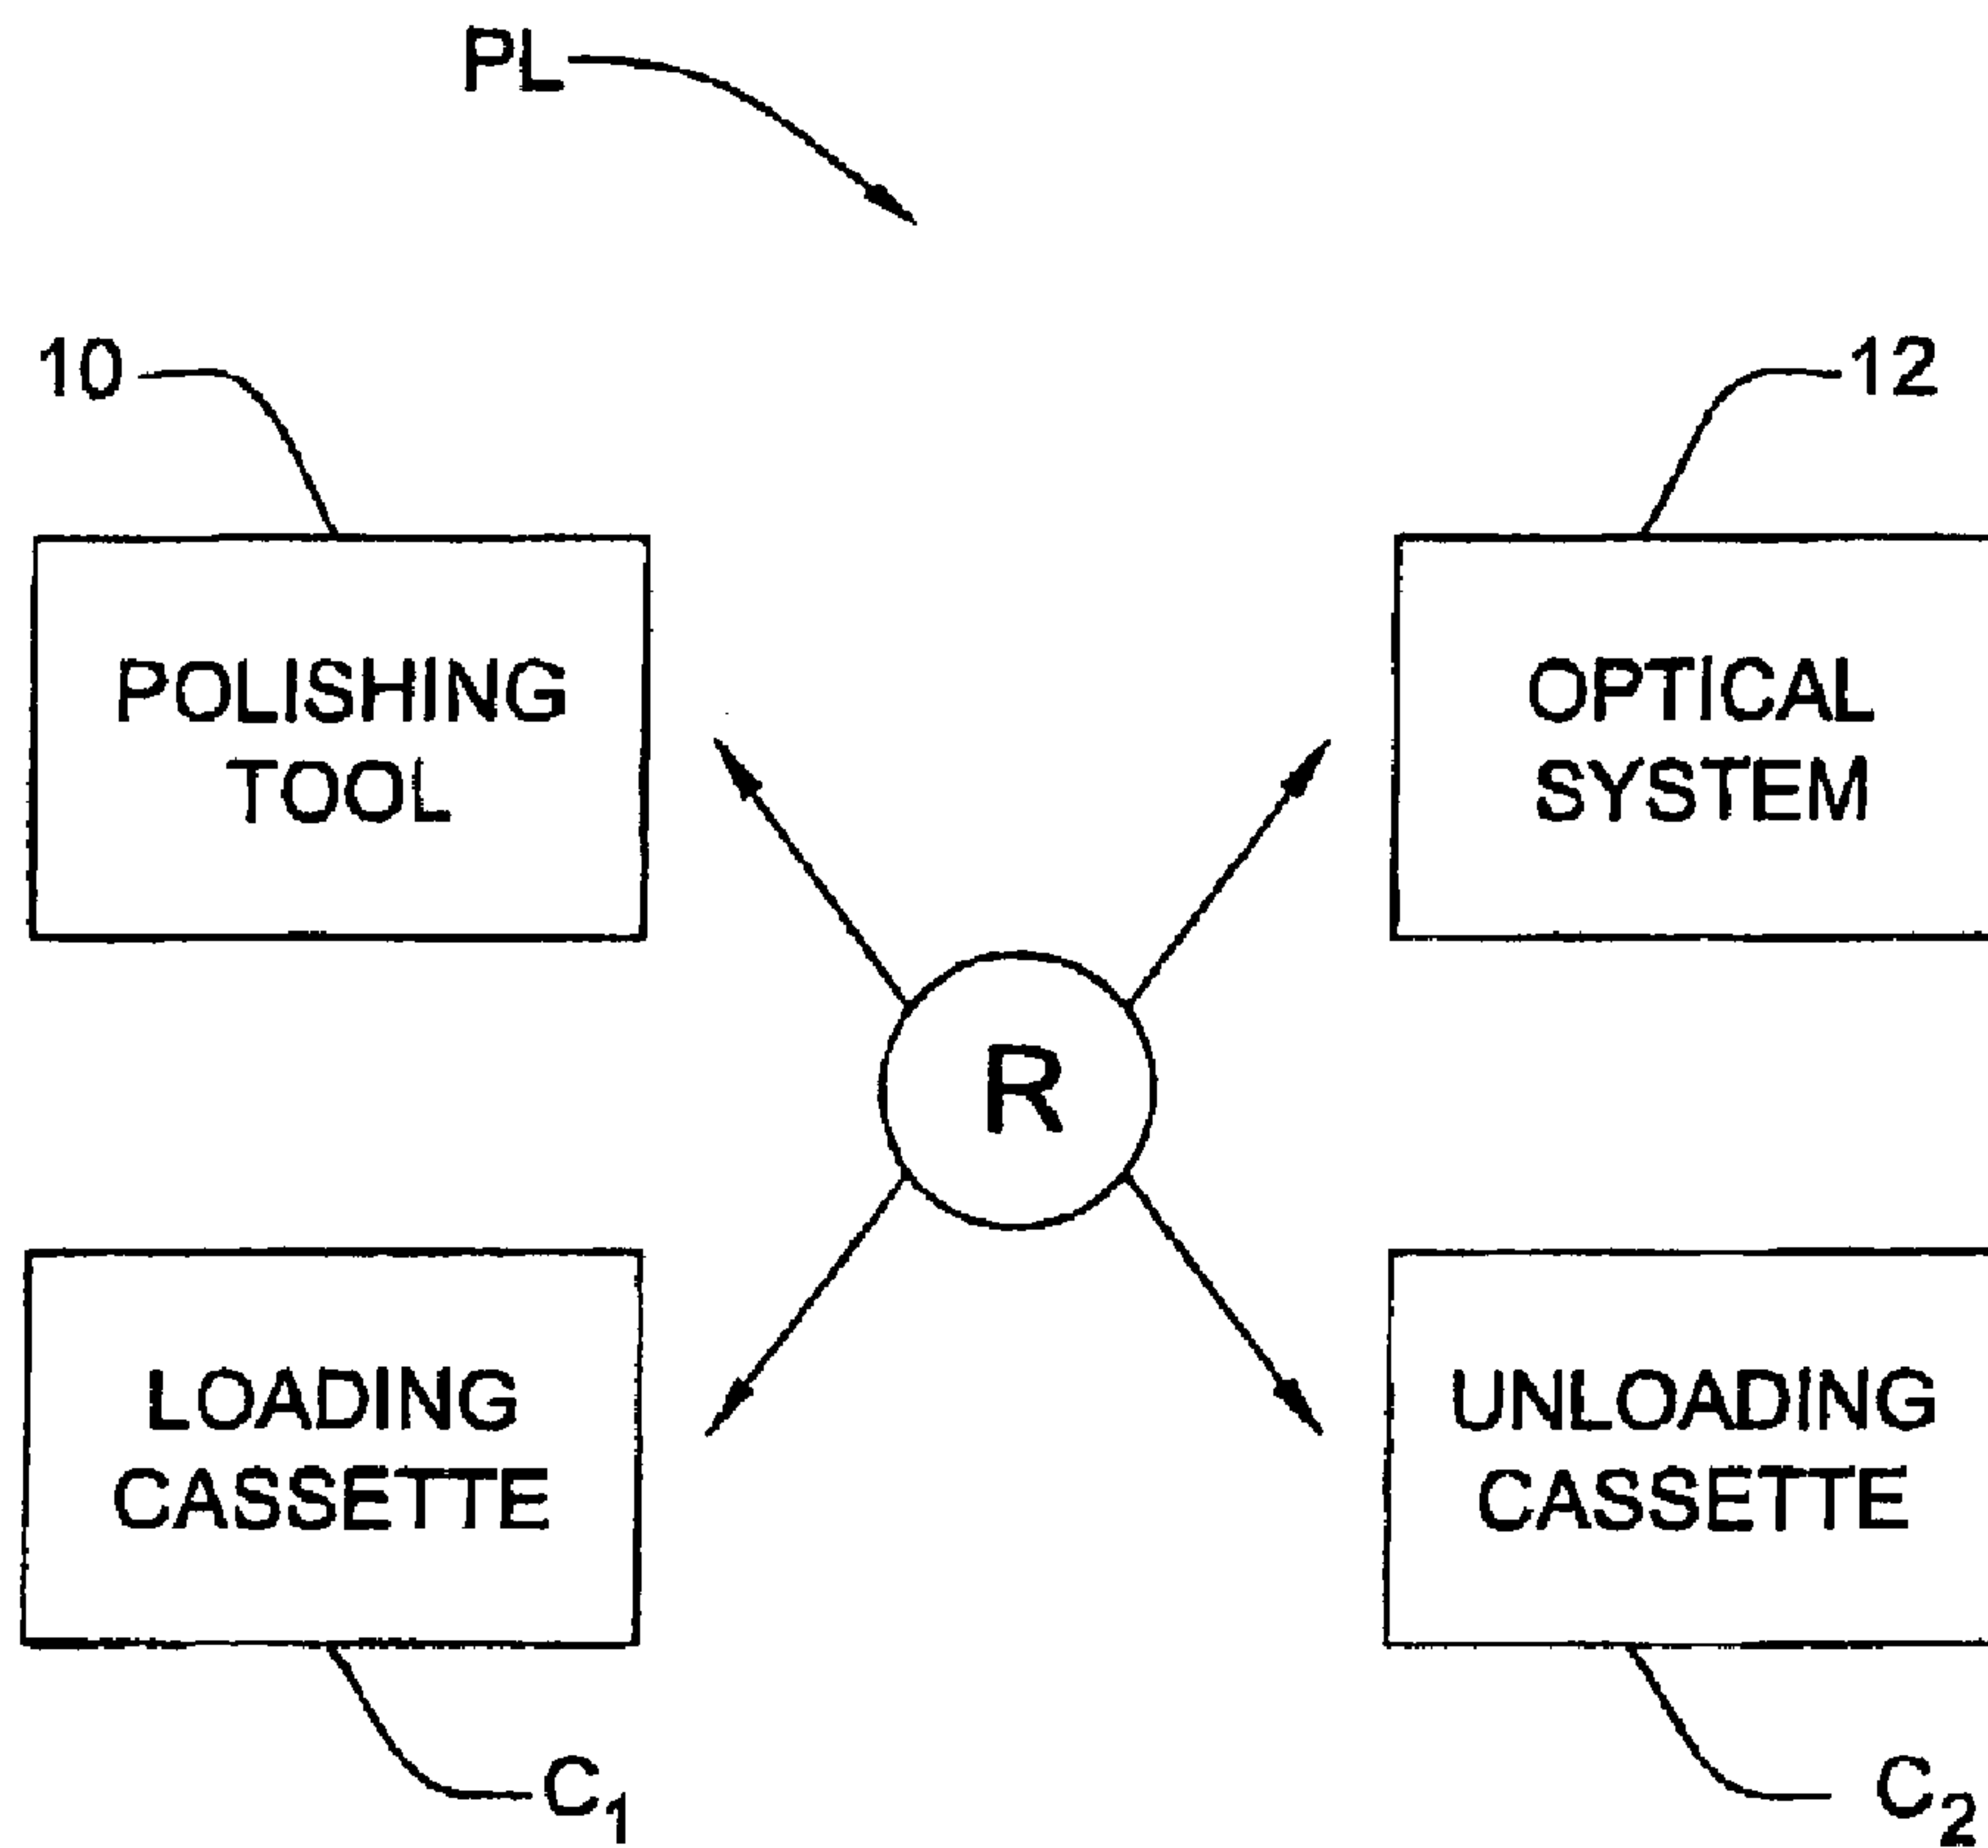 PL
10
12
POLISHING
TOOL
OPTICAL
SYSTEM
R
LOADING
CASSETTE
UNLOADING
CASSETTE
C1
C2